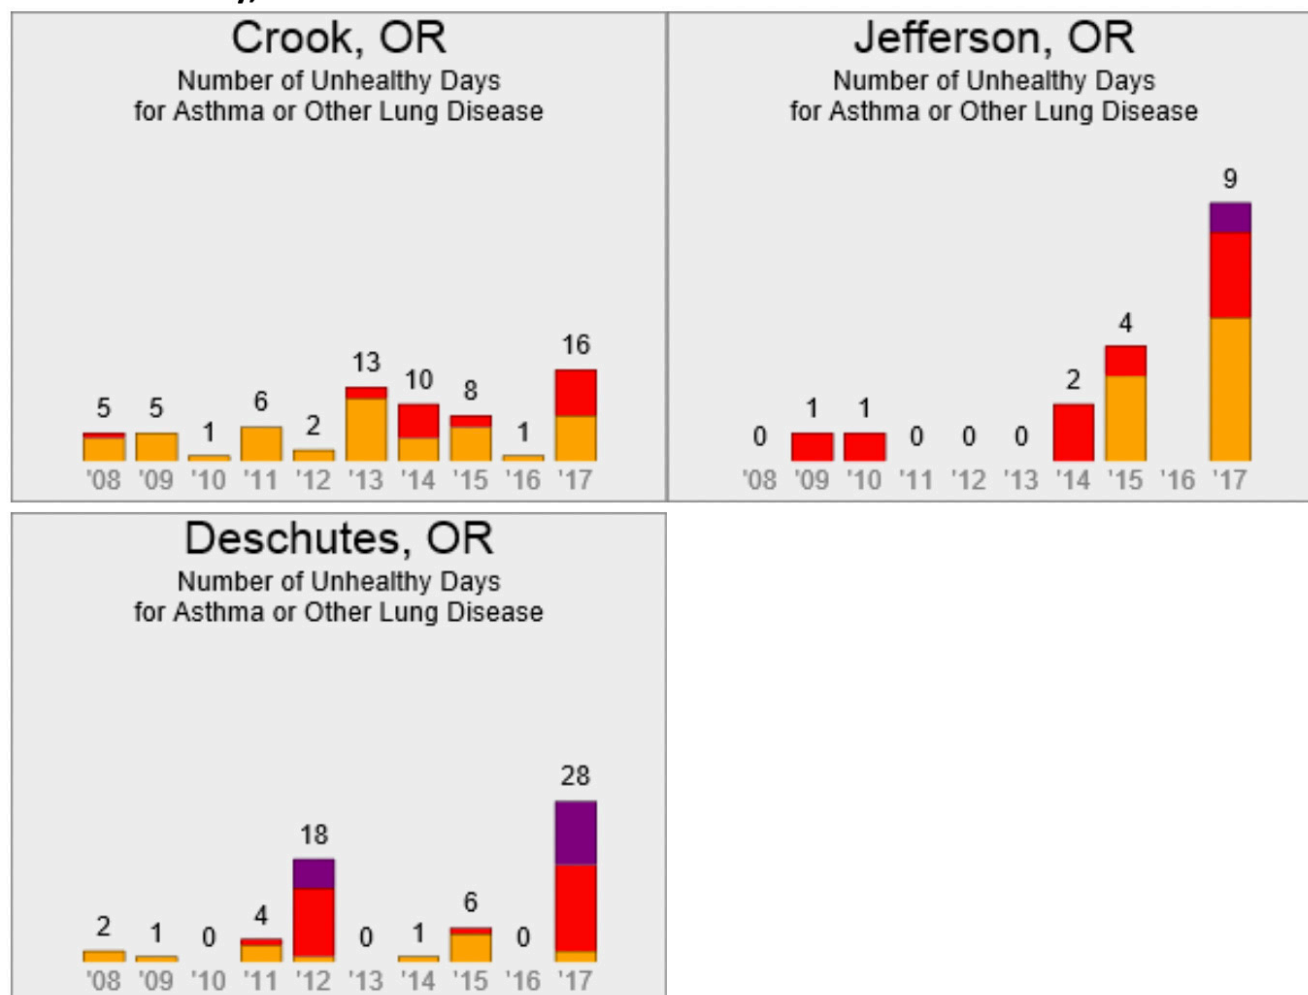 Crook, OR
Number of Unhealthy Days
for Asthma or Other Lung Disease
5 5 1 6 2 13 10 8 1 16
'08 '09 '10 '11 '12 '13 '14 '15 '16 '17
Jefferson, OR
Number of Unhealthy Days
for Asthma or Other Lung Disease
0 1 1 0 0 0 2 4 9
'08 '09 '10 '11 '12 '13 '14 '15 '16 '17
Deschutes, OR
Number of Unhealthy Days
for Asthma or Other Lung Disease
2 1 0 4 18 0 1 6 0 28
'08 '09 '10 '11 '12 '13 '14 '15 '16 '17